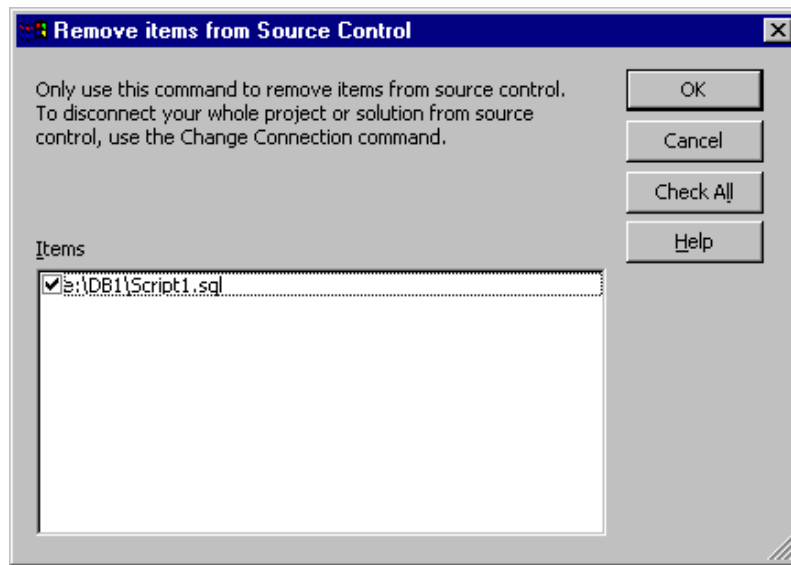 Remove items from Source Control
Only use this command to remove items from source control.
To disconnect your whole project or solution from source
control, use the Change Connection command.
OK
Cancel
Check All
Help
Items
e:\DB1\Script1.sql